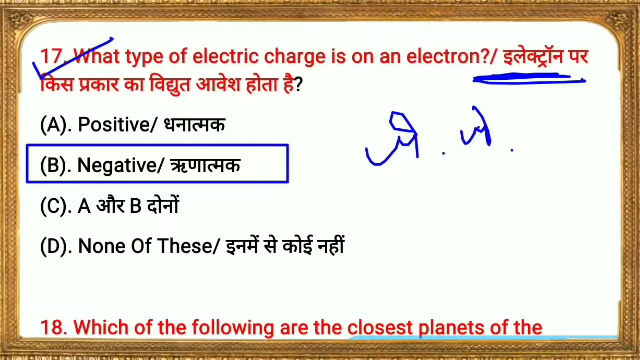 17. What type of electric charge is on an electron?/ इलेक्ट्रॉन पर
किस प्रकार का विद्युत आवेश होता है?
(A). Positive/ धनात्मक
(B). Negative/ ऋणात्मक
(C). A और B दोनों
(D). None Of These/ इनमें से कोई नहीं
18. Which of the following are the closest planets of the